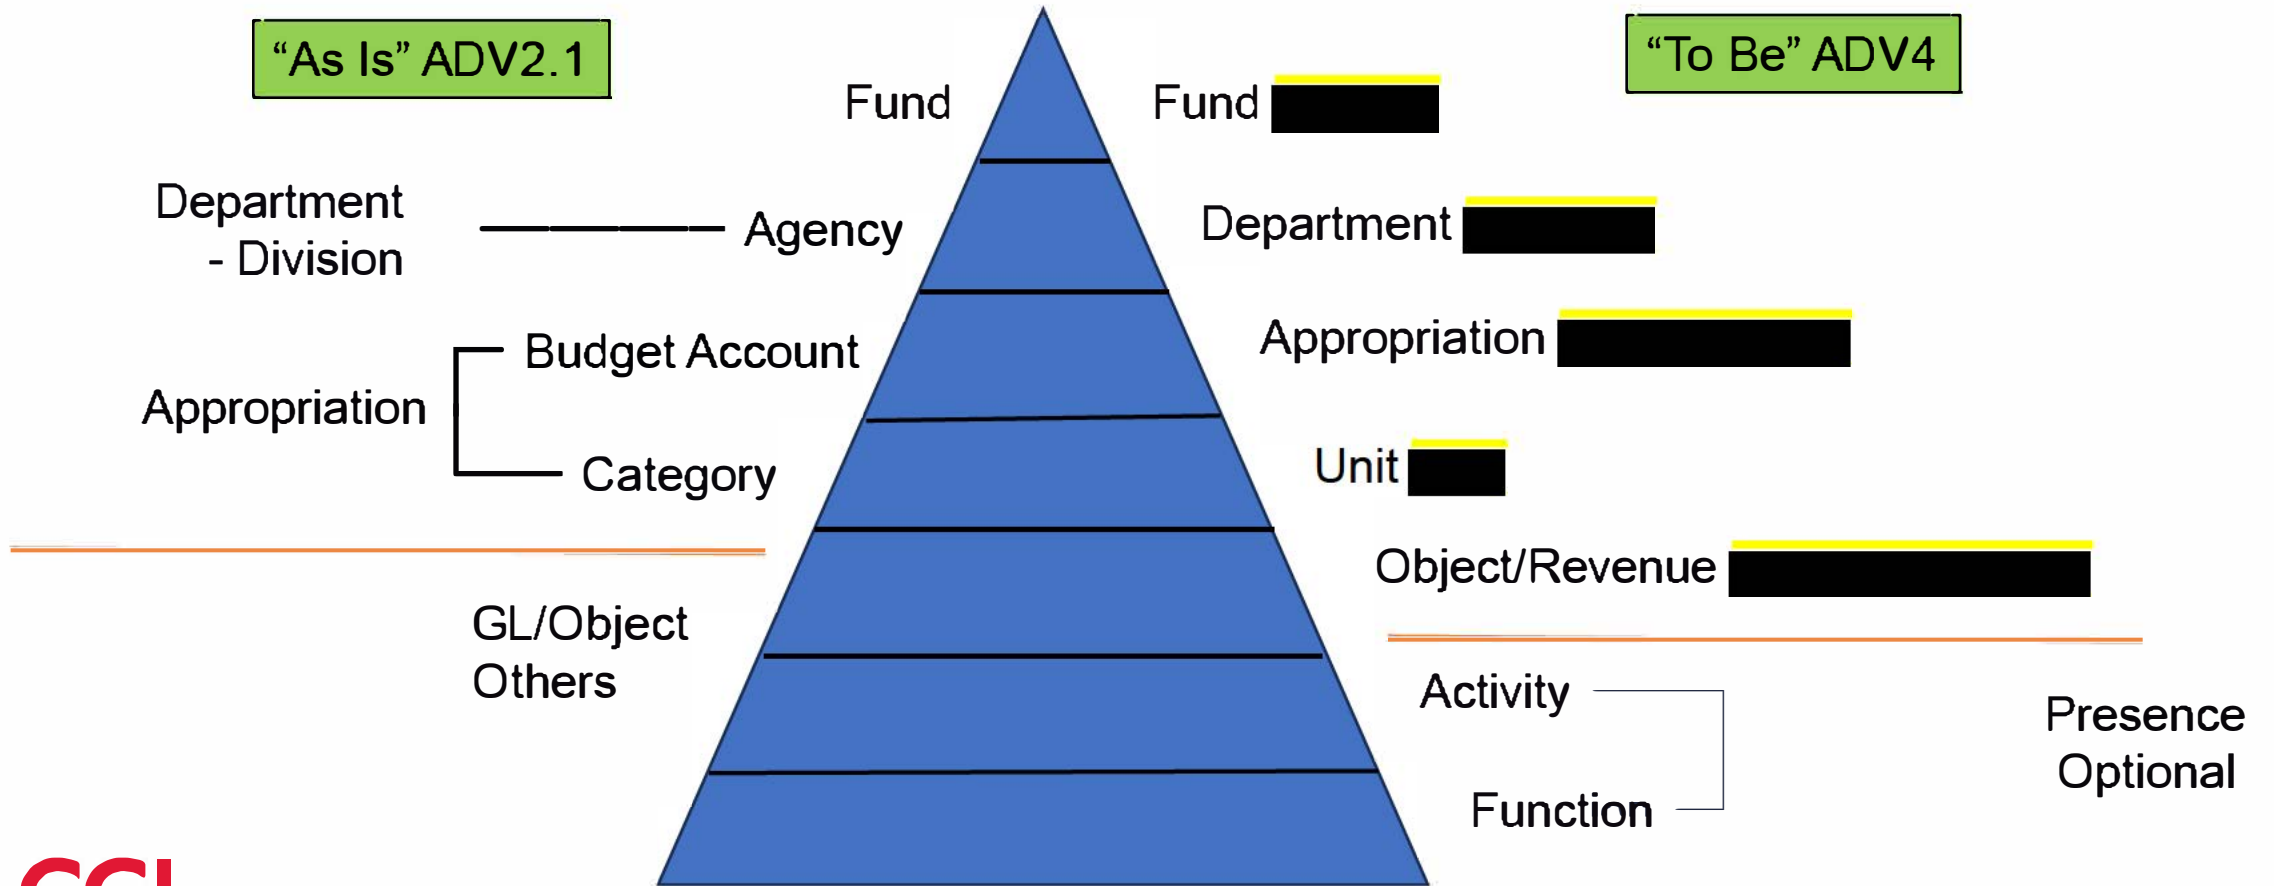 “As Is” ADV2.1
“To Be” ADV4
Fund
Fund
Department
- Division
Agency
Department
Budget Account
Appropriation
Appropriation
Category
Unit
Object/Revenue
GL/Object
Others
Activity
Presence
Optional
Function
CGI